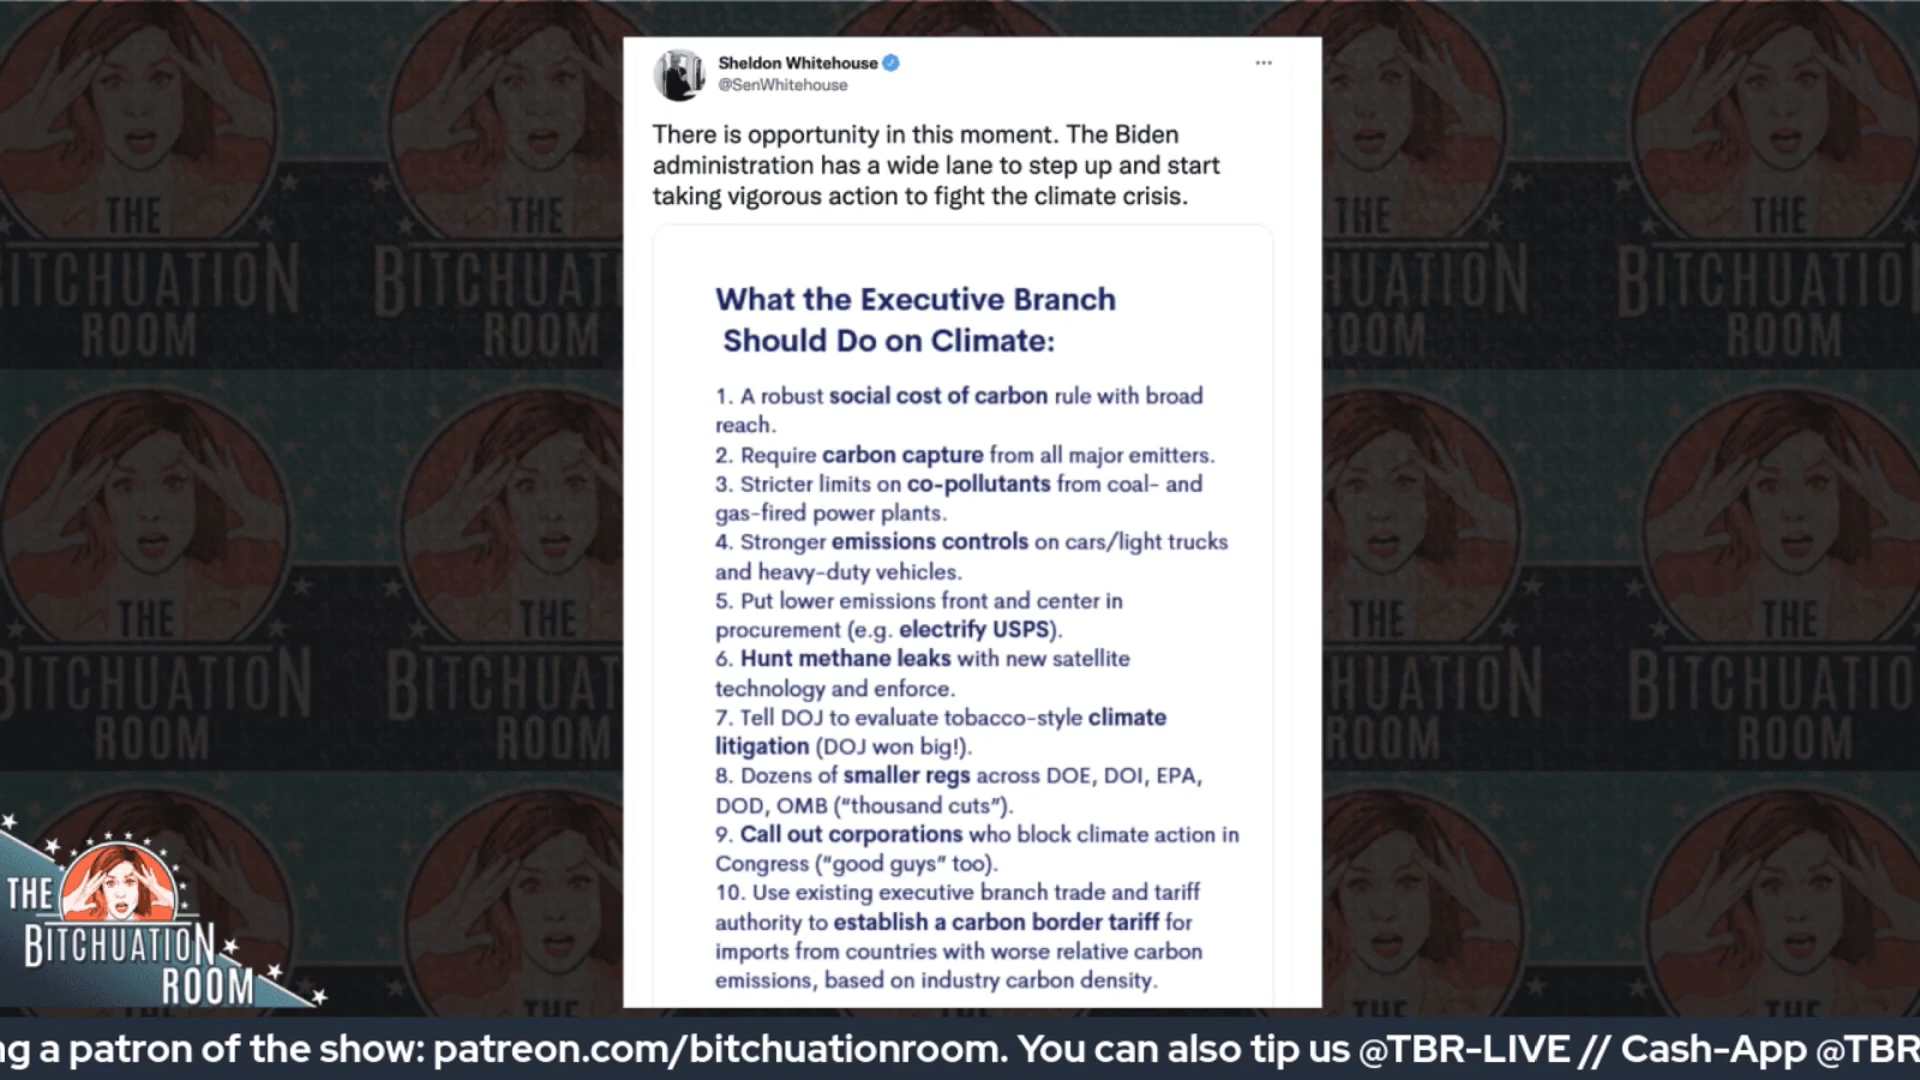 Sheldon Whitehouse
@SenWhitehouse
There is opportunity in this moment. The Biden
administration has a wide lane to step up and start
taking vigorous action to fight the climate crisis.
What the Executive Branch
Should Do on Climate:
1. A robust social cost of carbon rule with broad
reach.
2. Require carbon capture from all major emitters.
3. Stricter limits on co-pollutants from coal- and
gas-fired power plants.
4. Stronger emissions controls on cars/light trucks
and heavy-duty vehicles.
5. Put lower emissions front and center in
procurement (e.g. electrify USPS).
6. Hunt methane leaks with new satellite
technology and enforce.
7. Tell DOJ to evaluate tobacco-style climate
litigation (DOJ won big!).
8. Dozens of smaller regs across DOE, DOI, EPA,
DOD, OMB (“thousand cuts”).
9. Call out corporations who block climate action in
Congress (“good guys” too).
10. Use existing executive branch trade and tariff
authority to establish a carbon border tariff for
imports from countries with worse relative carbon
emissions, based on industry carbon density.
THE
BITCHUATION
ROOM
ng a patron of the show: patreon.com/bitchuationroom. You can also tip us @TBR-LIVE // Cash-App @TBR